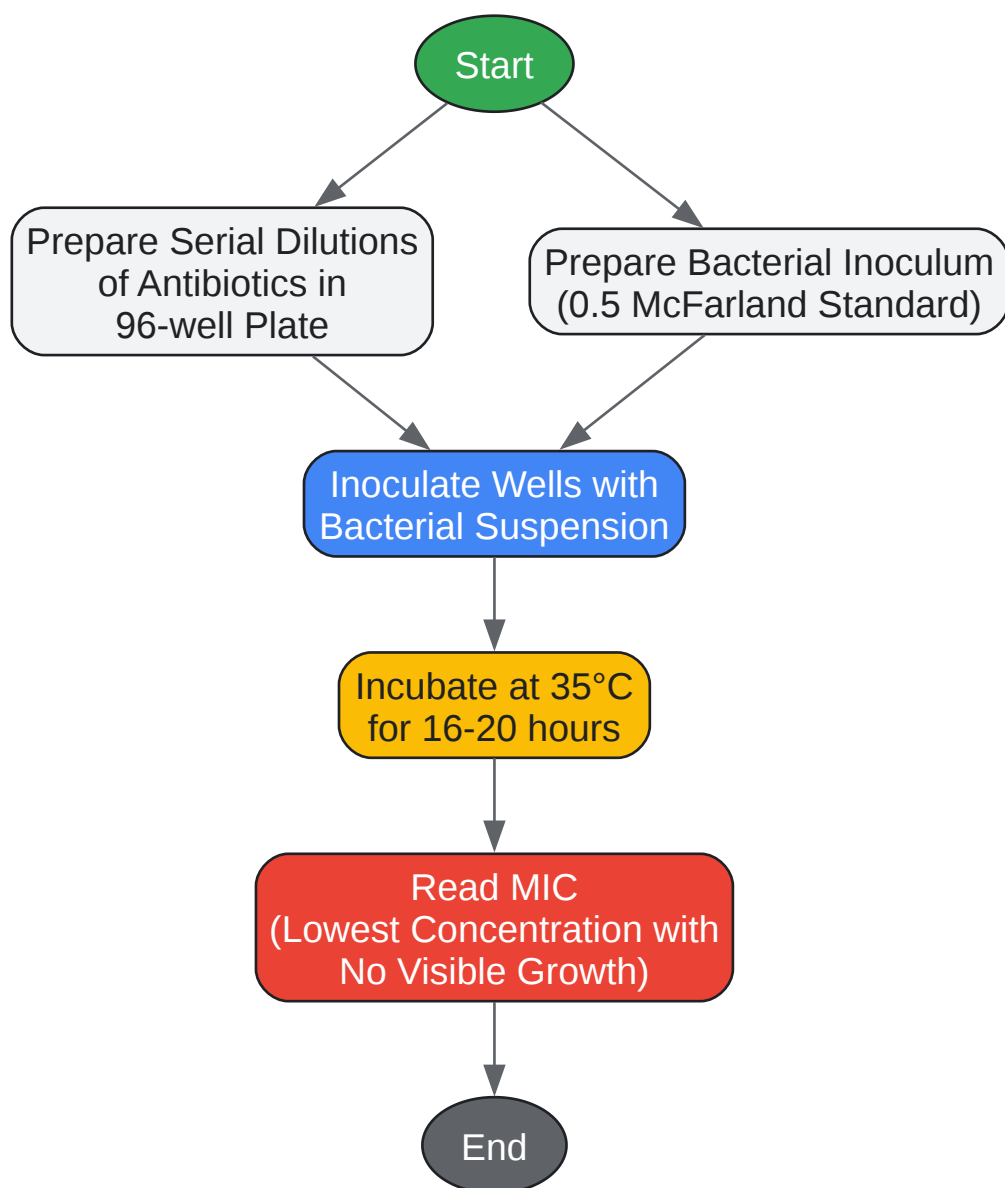 Start
Prepare Serial Dilutions
of Antibiotics in
96-well Plate
Prepare Bacterial Inoculum
(0.5 McFarland Standard)
Inoculate Wells with
Bacterial Suspension
Incubate at 35°C
for 16-20 hours
Read MIC
(Lowest Concentration with
No Visible Growth)
End